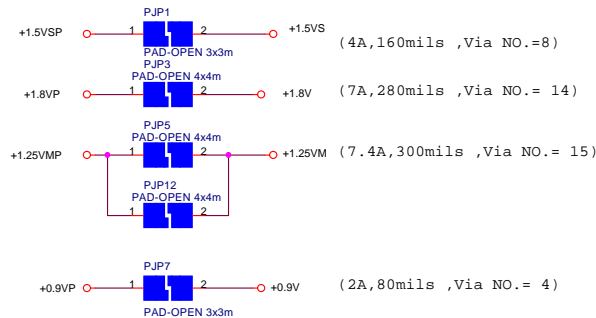 PJP1
+1.5VSP 1 2 +1.5VS (4A,160mils ,Via NO.=8)
PAD-OPEN 3x3m
PJP3
PAD-OPEN 4x4m
+1.8VP 1 2 +1.8V (7A,280mils ,Via NO.= 14)
PJP5
PAD-OPEN 4x4m
+1.25VMP 1 2 +1.25VM (7.4A,300mils ,Via NO.= 15)
PJP12
PAD-OPEN 4x4m
1 2
PJP7
+0.9VP 1 2 +0.9V (2A,80mils ,Via NO.= 4)
PAD-OPEN 3x3m